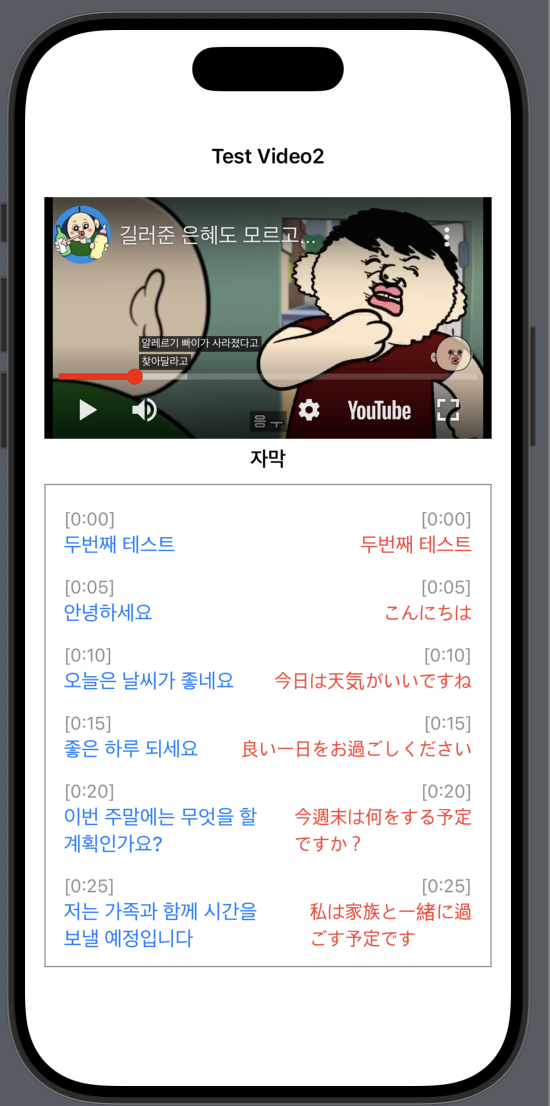 Test Video2
길러준 은혜도 모르고...
알레르기 빠이가 사라졌다고
찾아달라고
응
YouTube
자막
[0:00] [0:00]
두번째 테스트 두번째 테스트
[0:05] [0:05]
안녕하세요 こんにちは
[0:10] [0:10]
오늘은 날씨가 좋네요 今日は天気がいいですね
[0:15] [0:15]
좋은 하루 되세요 良い一日をお過ごしください
[0:20] [0:20]
이번 주말에는 무엇을 할 今週末は何をする予定
계획인가요? ですか？
[0:25] [0:25]
저는 가족과 함께 시간을 私は家族と一緒に過
보낼 예정입니다 ごす予定です